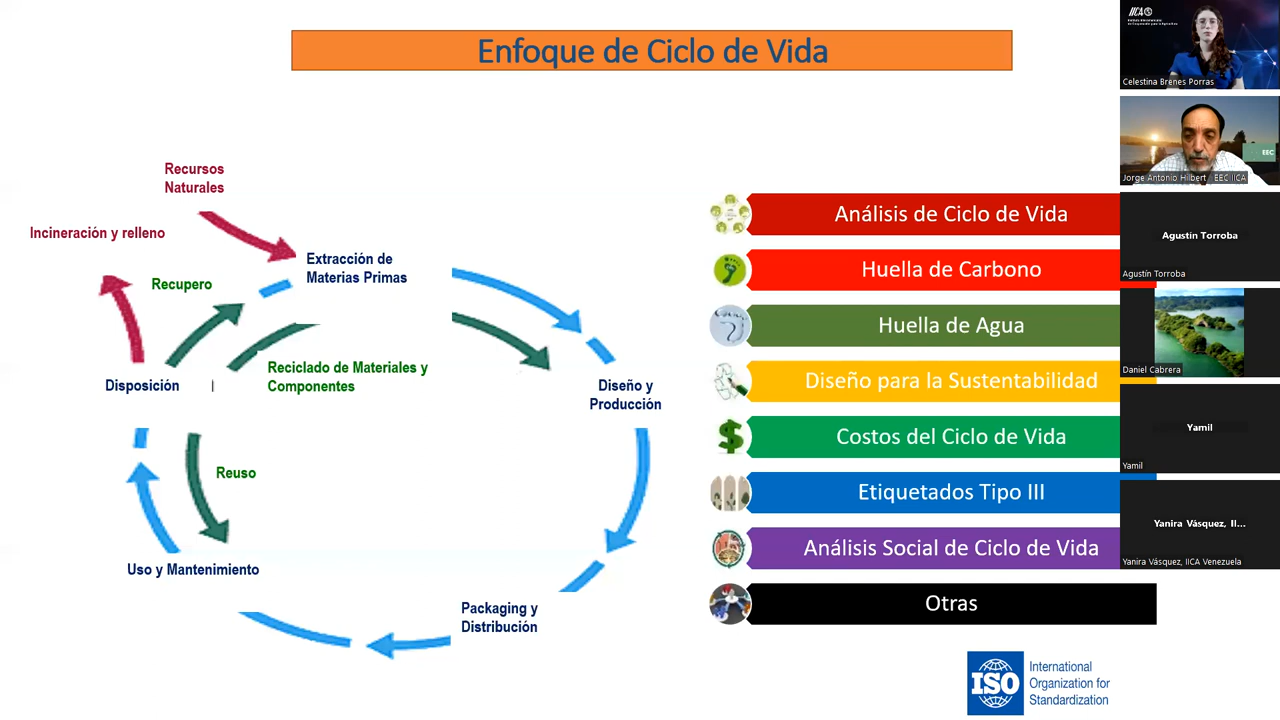 Enfoque de Ciclo de Vida
Recursos
Naturales
Incineración y relleno
Extracción de
Materias Primas
Recupero
Reciclado de Materiales y
Componentes
Disposición
Diseño y
Producción
Reuso
Uso y Mantenimiento
Packaging y
Distribución
Análisis de Ciclo de Vida
Huella de Carbono
Huella de Agua
Diseño para la Sustentabilidad
Costos del Ciclo de Vida
Etiquetados Tipo III
Análisis Social de Ciclo de Vida
Otras
ISO
International
Organization for
Standardization
IICA
Celestina Brenes Porras
EEC
Jorge Antonio Hilbert - EEC IICA
Agustín Torroba
Agustín Torroba
Daniel Cabrera
Yamil
Yamil
Yanira Vásquez, II...
Yanira Vásquez, IICA Venezuela